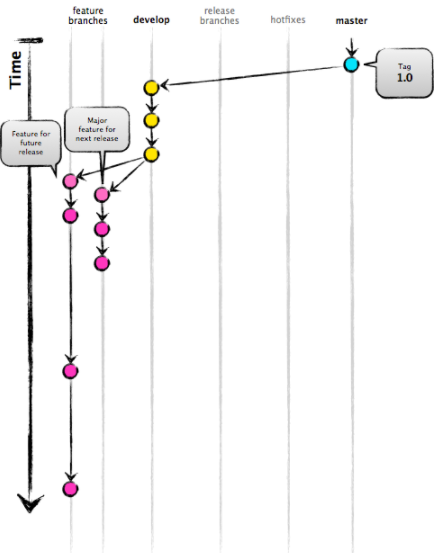 feature
branches
develop
release
branches
hotfixes
master
Time
Tag
1.0
Major
feature for
next release
Feature for
future
release